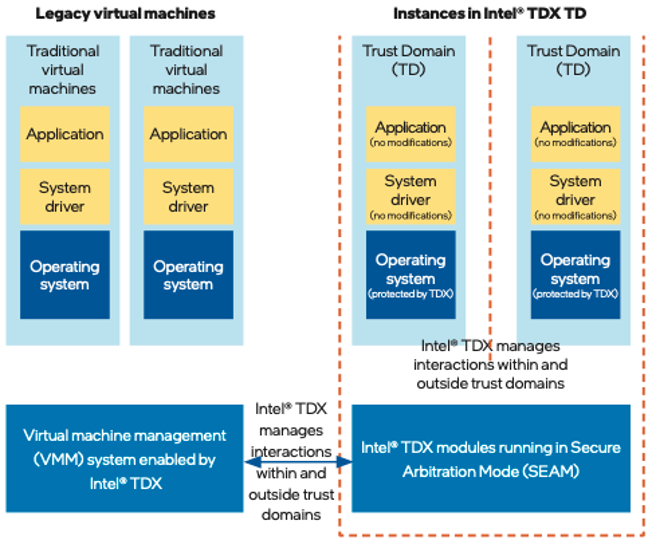 Legacy virtual machines
Traditional
virtual
machines
Application
System
driver
Operating
system
Traditional
virtual
machines
Application
System
driver
Operating
system
Instances in Intel® TDX TD
Trust Domain
(TD)
Application
(no modifications)
System
driver
(no modifications)
Operating
system
(protected by TDX)
Trust Domain
(TD)
Application
(no modifications)
System
driver
(no modifications)
Operating
system
(protected by TDX)
Intel® TDX manages
interactions within and
outside trust domains
Virtual machine management
(VMM) system enabled by
Intel® TDX
Intel® TDX
manages
interactions
within and
outside trust
domains
Intel® TDX modules running in Secure
Arbitration Mode (SEAM)